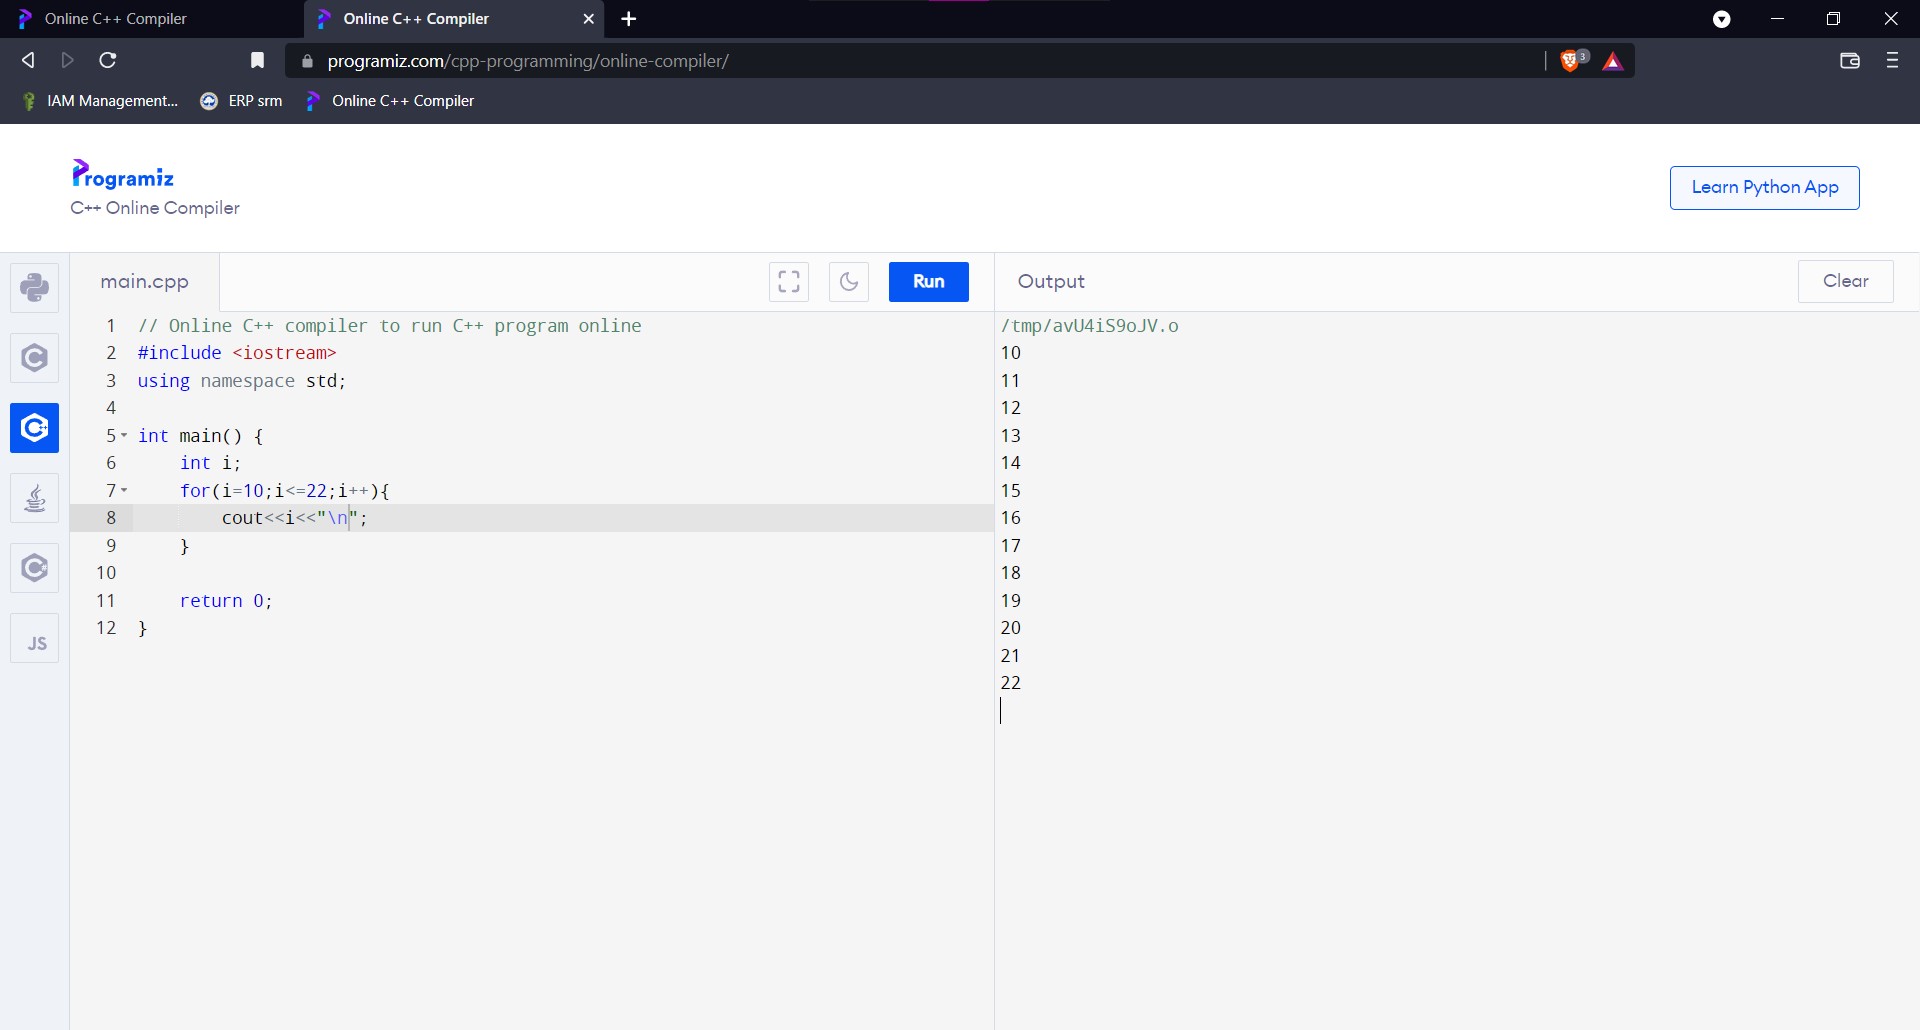 Online C++ Compiler
Online C++ Compiler
programiz.com/cpp-programming/online-compiler/
3
IAM Management... ERP srm Online C++ Compiler
Programiz
C++ Online Compiler
Learn Python App
main.cpp
Run
Output
Clear
1 // Online C++ compiler to run C++ program online
2 #include <iostream>
3 using namespace std;
4
5 int main() {
6     int i;
7     for(i=10;i<=22;i++){
8         cout<<i<<"\n";
9     }
10
11     return 0;
12 }
C
C++
C#
JS
/tmp/avU4iS9oJV.o
10
11
12
13
14
15
16
17
18
19
20
21
22